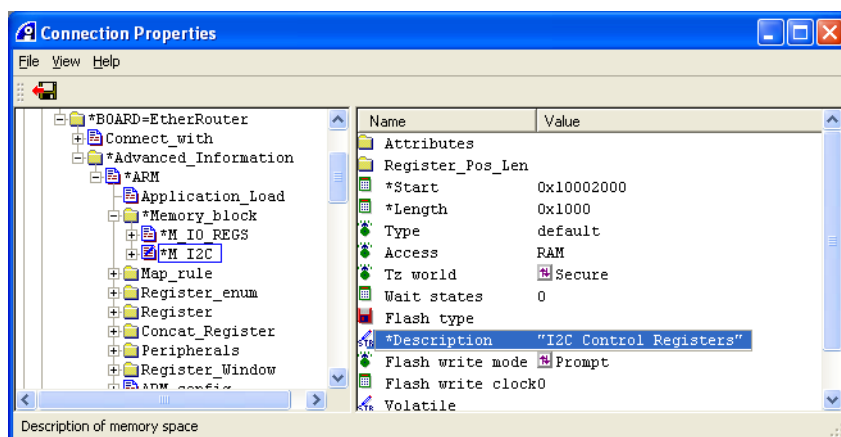 Connection Properties
File View Help
*BOARD=EtherRouter
Connect_with
*Advanced_Information
*ARM
Application_Load
*Memory_block
*M_IO_REGS
*M_I2C
Map_rule
Register_enum
Register
Concat_Register
Peripherals
Register_Window
ARM_config
Name Value
Attributes
Register_Pos_Len
*Start 0x10002000
*Length 0x1000
Type default
Access RAM
Tz world Secure
Wait states 0
Flash type
*Description "I2C Control Registers"
Flash write mode Prompt
Flash write clock0
Volatile
Description of memory space